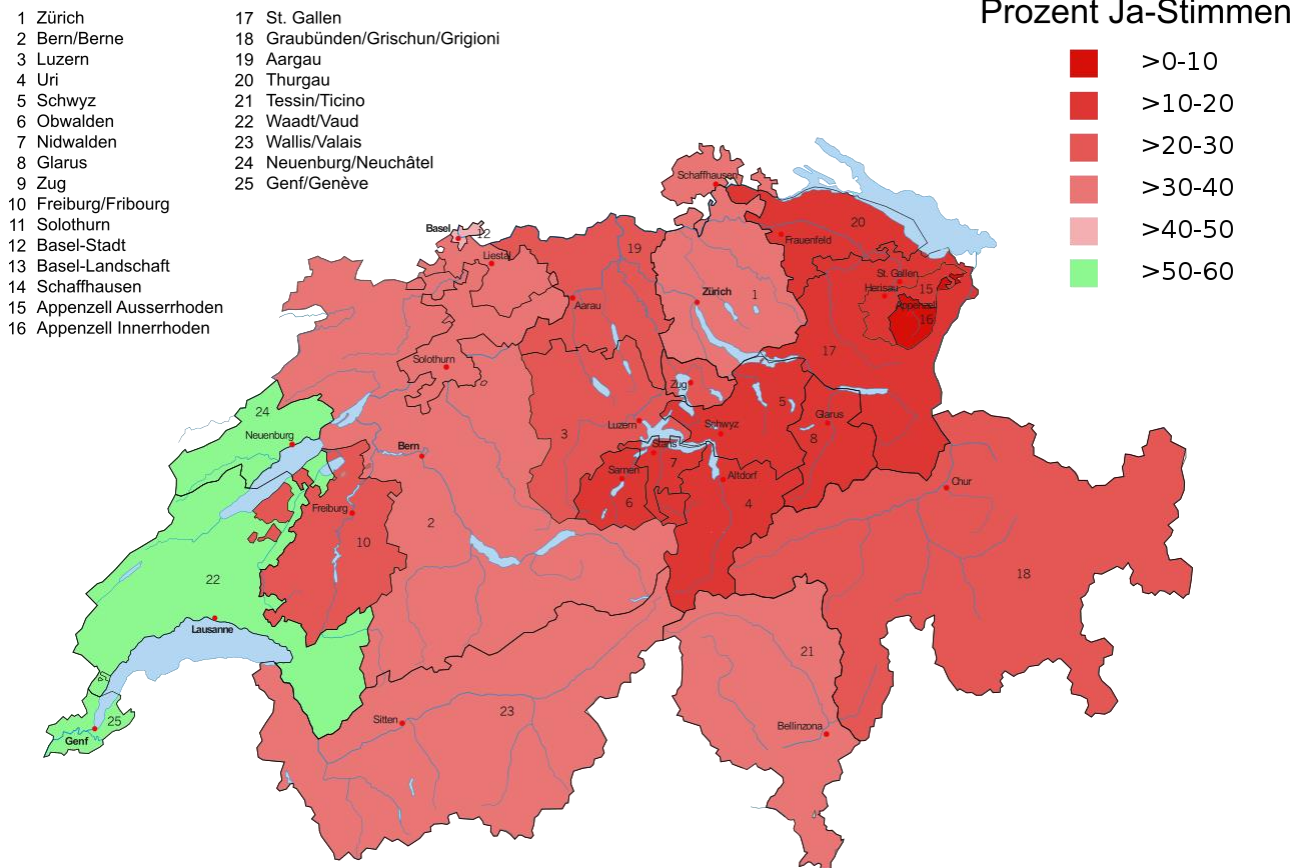 Prozent Ja-Stimmen
1 Zürich
2 Bern/Berne
3 Luzern
4 Uri
5 Schwyz
6 Obwalden
7 Nidwalden
8 Glarus
9 Zug
10 Freiburg/Fribourg
11 Solothurn
12 Basel-Stadt
13 Basel-Landschaft
14 Schaffhausen
15 Appenzell Ausserrhoden
16 Appenzell Innerrhoden
17 St. Gallen
18 Graubünden/Grischun/Grigioni
19 Aargau
20 Thurgau
21 Tessin/Ticino
22 Waadt/Vaud
23 Wallis/Valais
24 Neuenburg/Neuchâtel
25 Genf/Genève
>0-10
>10-20
>20-30
>30-40
>40-50
>50-60
Schaffhausen
Basel
12
Liestal
19
20
Frauenfeld
St. Gallen
Herisau
15
Appenzell
16
Aarau
Zürich
1
17
Solothurn
Zug
5
24
Neuenburg
Bern
3
Luzern
Schwyz
Glarus
8
Stans
7
Sarnen
6
Altdorf
4
Chur
Freiburg
10
2
18
22
Lausanne
21
23
Sitten
Bellinzona
25
Genf